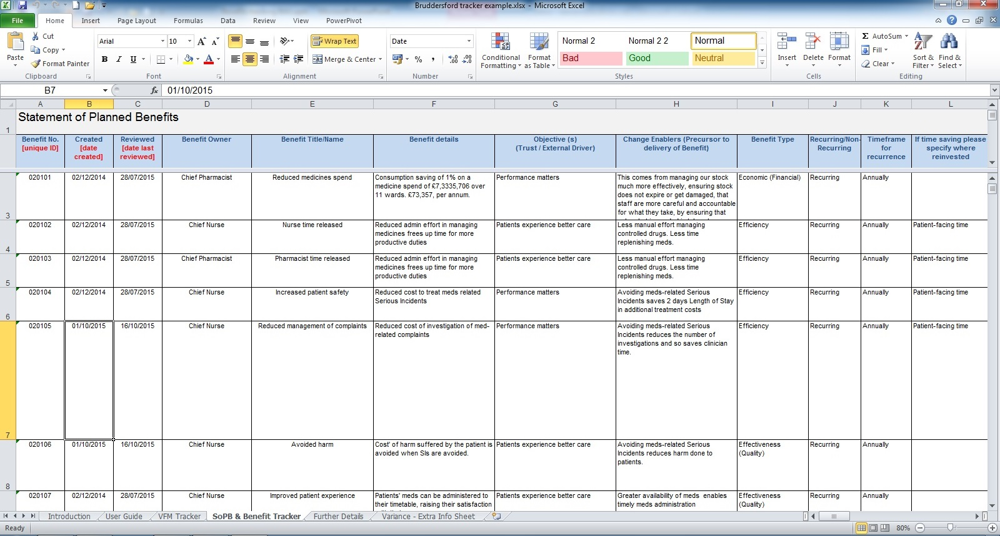 Bruddersford tracker example.xlsx - Microsoft Excel
File Home Insert Page Layout Formulas Data Review View PowerPivot
Paste
Cut
Copy
Format Painter
Clipboard
Arial 10
B I U
Font
Wrap Text
Merge & Center
Alignment
Date
% ,
Number
Conditional Formatting
Format as Table
Normal 2 Normal 2 2 Normal
Bad Good Neutral
Styles
Insert Delete Format
Cells
Σ AutoSum
Fill
Clear
Sort & Filter
Find & Select
Editing
B7 fx 01/10/2015
A B C D E F G H I J K L
Statement of Planned Benefits
1
Benefit No. [unique ID]
Created [date created]
Reviewed [date last reviewed]
Benefit Owner
Benefit Title/Name
Benefit details
Objective (s)
(Trust / External Driver)
Change Enablers (Precursor to
delivery of Benefit)
Benefit Type
Recurring/Non-
Recurring
Timeframe
for
recurrence
If time saving please
specify where
reinvested
3
020101 02/12/2014 28/07/2015 Chief Pharmacist Reduced medicines spend
Consumption saving of 1% on a
medicine spend of £7,3335,706 over
11 wards. £73,357, per annum.
Performance matters
This comes from managing our stock
much more effectively, ensuring stock
does not expire or get damaged, that
staff are more careful and accountable
for what they take, by ensuring that
Economic (Financial) Recurring Annually
4
020102 02/12/2014 28/07/2015 Chief Nurse Nurse time released
Reduced admin effort in managing
medicines frees up time for more
productive duties
Patients experience better care
Less manual effort managing
controlled drugs. Less time
replenishing meds.
Efficiency Recurring Annually Patient-facing time
5
020103 02/12/2014 28/07/2015 Chief Pharmacist Pharmacist time released
Reduced admin effort in managing
medicines frees up time for more
productive duties
Patients experience better care
Less manual effort managing
controlled drugs. Less time
replenishing meds.
Efficiency Recurring Annually Patient-facing time
6
020104 02/12/2014 28/07/2015 Chief Nurse Increased patient safety
Reduced cost to treat meds related
Serious Incidents
Performance matters
Avoiding meds-related Serious
Incidents saves 2 days Length of Stay
in additional treatment costs
Efficiency Recurring Annually Patient-facing time
7
020105 01/10/2015 16/10/2015 Chief Nurse Reduced management of complaints
Reduced cost of investigation of med-
related complaints
Performance matters
Avoiding meds-related Serious
Incidents reduces the number of
investigations and so saves clinician
time.
Efficiency Recurring Annually Patient-facing time
8
020106 01/10/2015 16/10/2015 Chief Nurse Avoided harm
Cost' of harm suffered by the patient is
avoided when SIs are avoided.
Patients experience better care
Avoiding meds-related Serious
Incidents reduces harm done to
patients.
Effectiveness
(Quality)
Recurring Annually
020107 02/12/2014 28/07/2015 Chief Nurse Improved patient experience
Patients' meds can be administered to
their timetable, raising their satisfaction
Patients experience better care
Greater availability of meds enables
timely meds administration
Effectiveness
(Quality)
Recurring Annually
Introduction User Guide VFM Tracker SoPB & Benefit Tracker Further Details Variance - Extra Info Sheet
Ready 80%